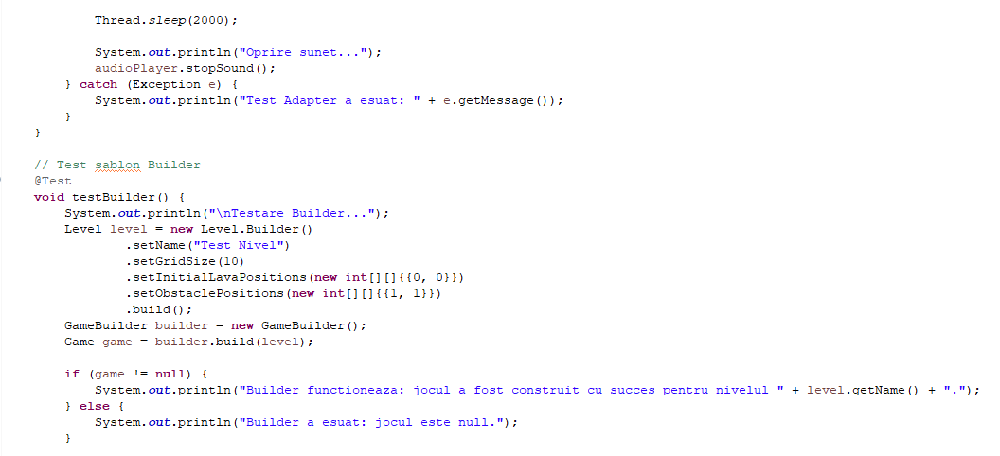 Thread.sleep(2000);

        System.out.println("Oprire sunet...");
        audioPlayer.stopSound();
    } catch (Exception e) {
        System.out.println("Test Adapter a esuat: " + e.getMessage());
    }
}

// Test sablon Builder
@Test
void testBuilder() {
    System.out.println("\nTestare Builder...");
    Level level = new Level.Builder()
            .setName("Test Nivel")
            .setGridSize(10)
            .setInitialLavaPositions(new int[][]{{0, 0}})
            .setObstaclePositions(new int[][]{{1, 1}})
            .build();
    GameBuilder builder = new GameBuilder();
    Game game = builder.build(level);

    if (game != null) {
        System.out.println("Builder functioneaza: jocul a fost construit cu succes pentru nivelul " + level.getName() + ".");
    } else {
        System.out.println("Builder a esuat: jocul este null.");
    }